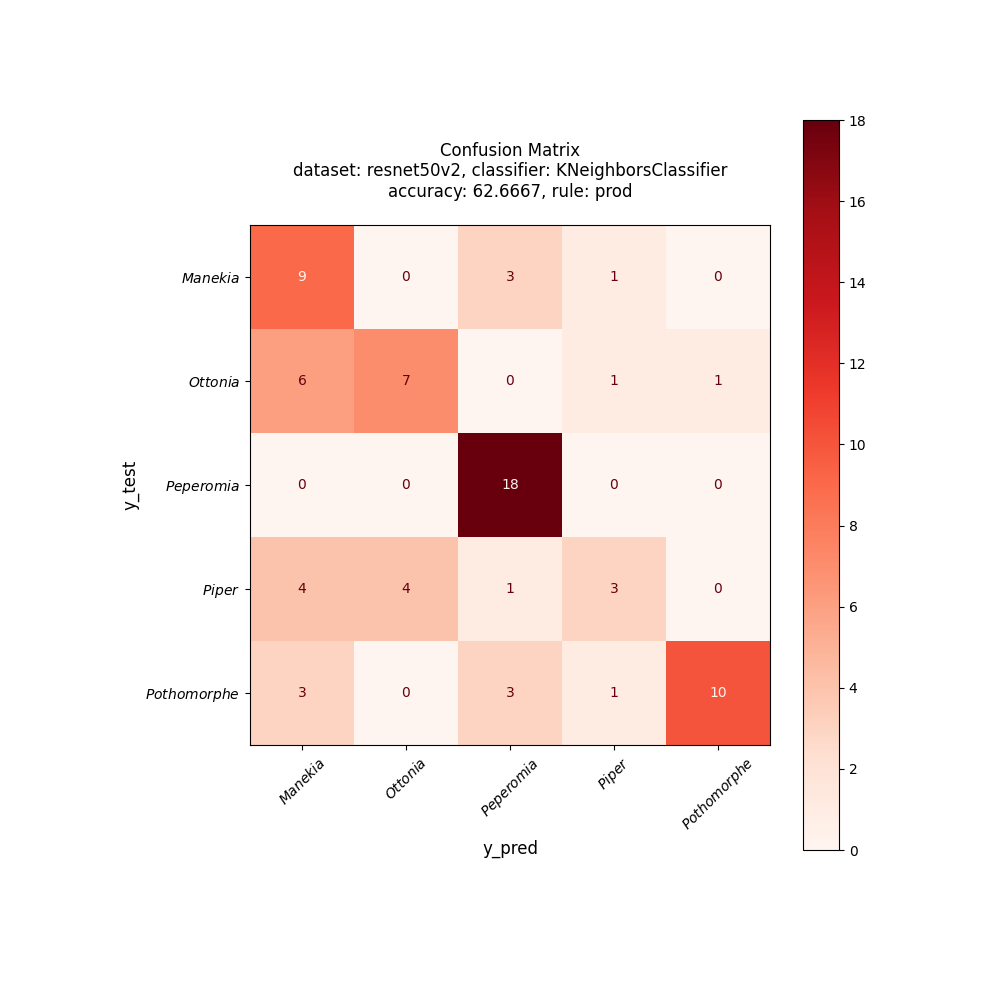 Confusion Matrix
dataset: resnet50v2, classifier: KNeighborsClassifier
accuracy: 62.6667, rule: prod
Manekia 9 0 3 1 0
Ottonia 6 7 0 1 1
Peperomia 0 0 18 0 0
Piper 4 4 1 3 0
Pothomorphe 3 0 3 1 10
Manekia Ottonia Peperomia Piper Pothomorphe
y_pred
y_test
18
16
14
12
10
8
6
4
2
0